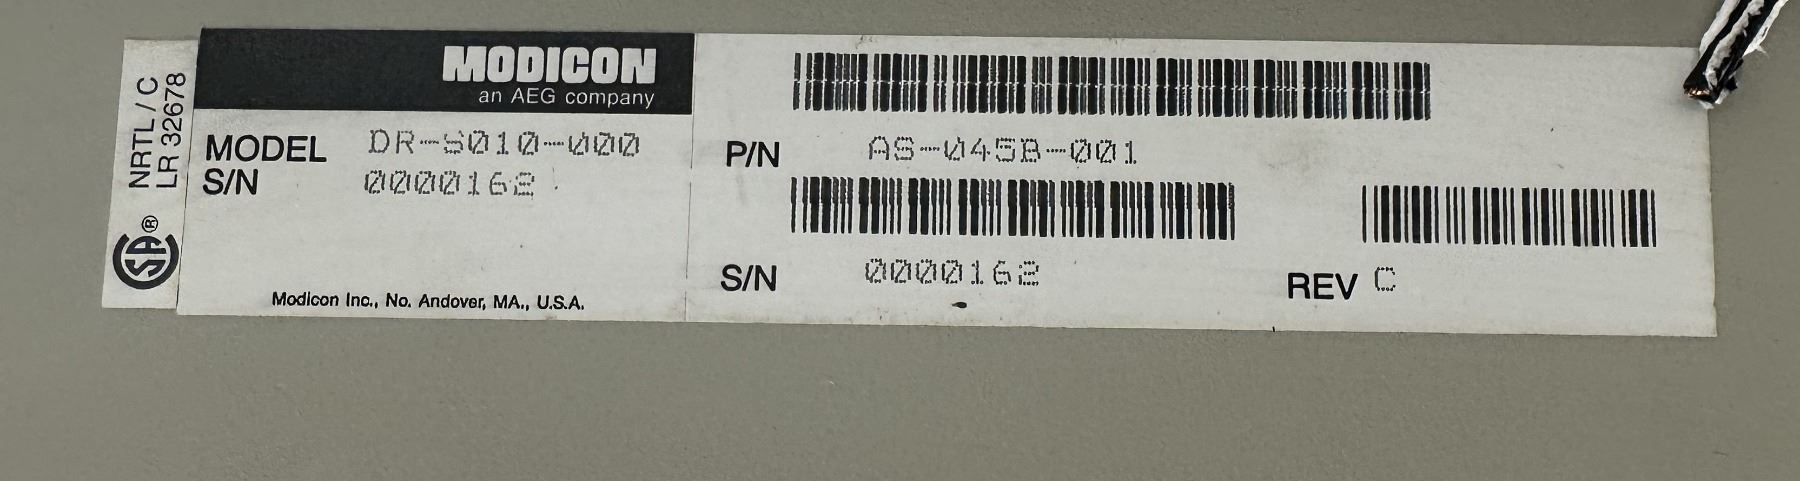 NRTL / C
LR 32678
SA ®
MODICON
an AEG company
MODEL DR-S010-000
S/N 0000162
Modicon Inc., No. Andover, MA., U.S.A.
P/N AS-045B-001
S/N 0000162
REV C